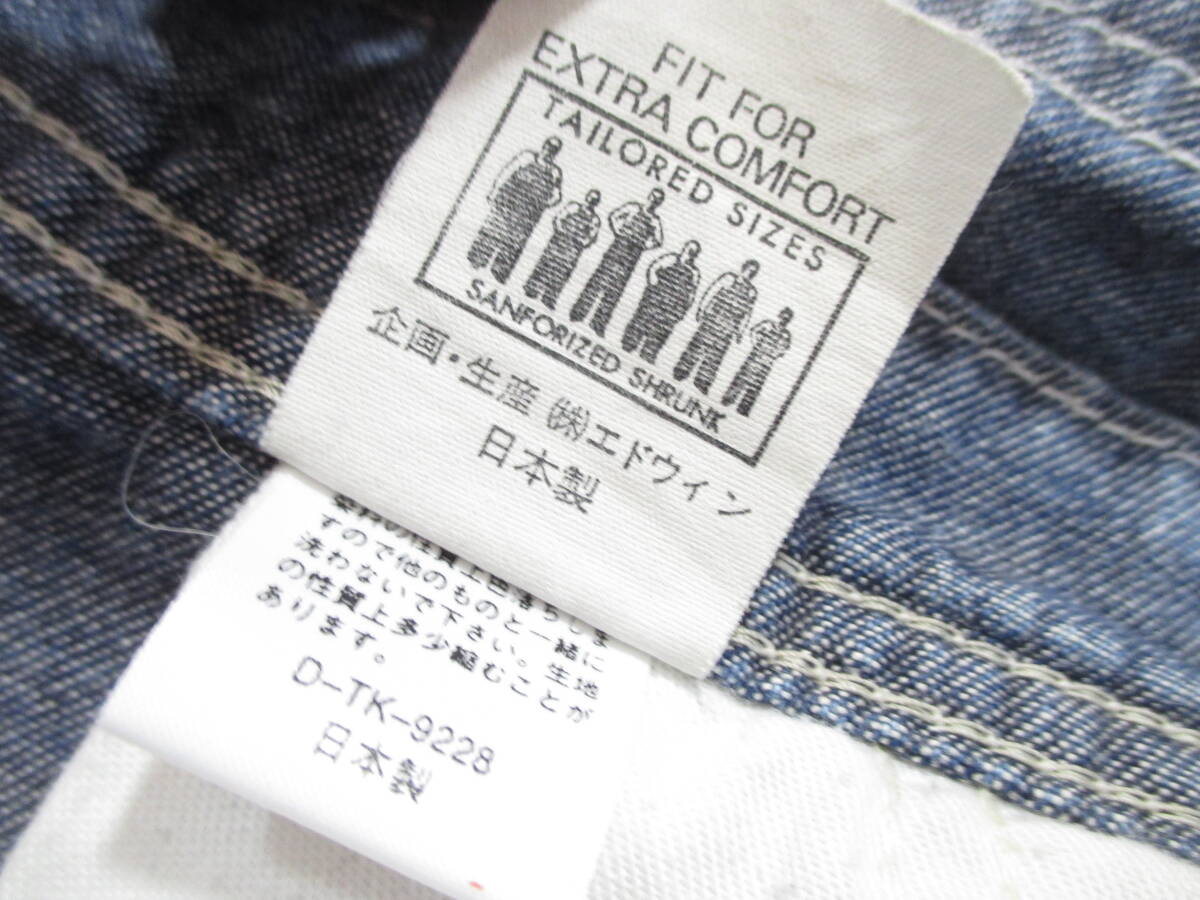 FIT FOR
EXTRA COMFORT
TAILORED SIZES
SANFORIZED SHRUNK
企画・生産 ㈱エドウィン
日本製
すので他のものと一緒に
洗わないで下さい。生地
の性質上多少縮むことが
あります。
D-TK-9228
日本製